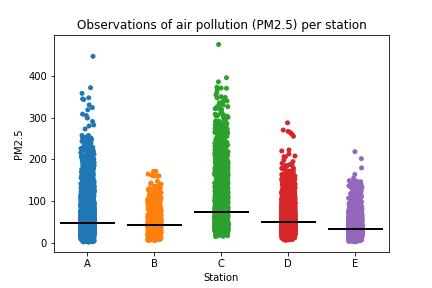 Observations of air pollution (PM2.5) per station
PM2.5
400
300
200
100
0
A B C D E
Station